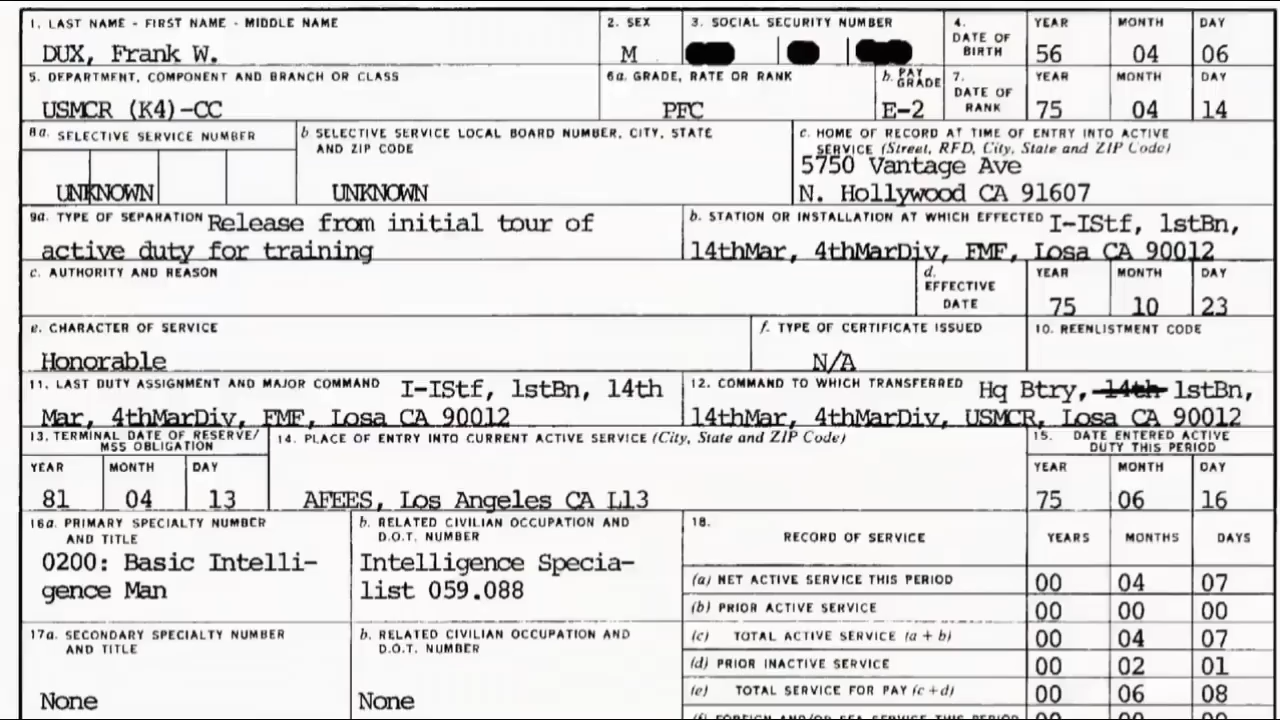 1. LAST NAME - FIRST NAME - MIDDLE NAME
DUX, Frank W.
2. SEX
M
3. SOCIAL SECURITY NUMBER
4. DATE OF BIRTH
YEAR MONTH DAY
56 04 06
5. DEPARTMENT, COMPONENT AND BRANCH OR CLASS
USMCR (K4)-CC
6a. GRADE, RATE OR RANK
PFC
b. PAY GRADE
E-2
7. DATE OF RANK
YEAR MONTH DAY
75 04 14
8a. SELECTIVE SERVICE NUMBER
UNKNOWN
b SELECTIVE SERVICE LOCAL BOARD NUMBER, CITY, STATE
AND ZIP CODE
UNKNOWN
c. HOME OF RECORD AT TIME OF ENTRY INTO ACTIVE
SERVICE (Street, RFD, City, State and ZIP Code)
5750 Vantage Ave
N. Hollywood CA 91607
9a. TYPE OF SEPARATION Release from initial tour of
active duty for training
b. STATION OR INSTALLATION AT WHICH EFFECTED I-IStf, 1stBn,
14thMar, 4thMarDiv, FMF, Losa CA 90012
c. AUTHORITY AND REASON
d. EFFECTIVE DATE
YEAR MONTH DAY
75 10 23
e. CHARACTER OF SERVICE
Honorable
f. TYPE OF CERTIFICATE ISSUED
N/A
10. REENLISTMENT CODE
11. LAST DUTY ASSIGNMENT AND MAJOR COMMAND I-IStf, 1stBn, 14th
Mar, 4thMarDiv, FMF, Losa CA 90012
12. COMMAND TO WHICH TRANSFERRED Hq Btry, 14th 1stBn,
14thMar, 4thMarDiv, USMCR, Losa CA 90012
13. TERMINAL DATE OF RESERVE/
MSS OBLIGATION
YEAR MONTH DAY
81 04 13
14. PLACE OF ENTRY INTO CURRENT ACTIVE SERVICE (City, State and ZIP Code)
AFEES, Los Angeles CA L13
15. DATE ENTERED ACTIVE
DUTY THIS PERIOD
YEAR MONTH DAY
75 06 16
16a. PRIMARY SPECIALTY NUMBER
AND TITLE
0200: Basic Intelli-
gence Man
b. RELATED CIVILIAN OCCUPATION AND
D.O.T. NUMBER
Intelligence Specia-
list 059.088
17a. SECONDARY SPECIALTY NUMBER
AND TITLE
None
b. RELATED CIVILIAN OCCUPATION AND
D.O.T. NUMBER
None
18.
RECORD OF SERVICE YEARS MONTHS DAYS
(a) NET ACTIVE SERVICE THIS PERIOD 00 04 07
(b) PRIOR ACTIVE SERVICE 00 00 00
(c) TOTAL ACTIVE SERVICE (a + b) 00 04 07
(d) PRIOR INACTIVE SERVICE 00 02 01
(e) TOTAL SERVICE FOR PAY (c + d) 00 06 08